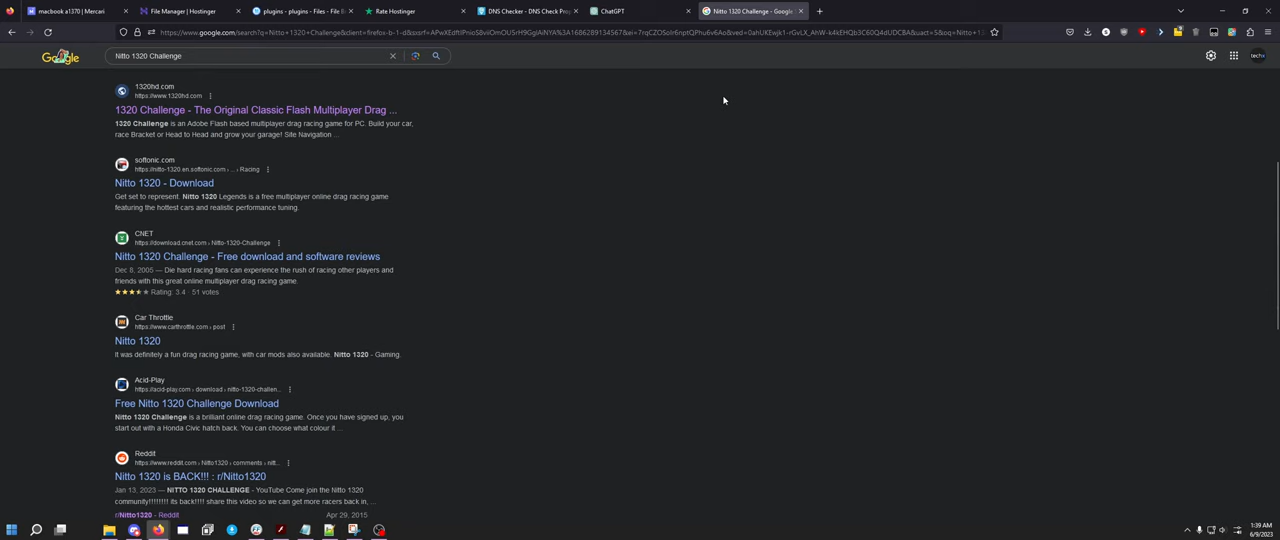 macbook a1370 | Mercari
File Manager | Hostinger
plugins - plugins - Files - File B
Rate Hostinger
DNS Checker - DNS Check Prop
ChatGPT
Nitto 1320 Challenge - Google
Nitto 1320 Challenge
Google
techx
1320hd.com
https://www.1320hd.com
1320 Challenge - The Original Classic Flash Multiplayer Drag ...
1320 Challenge is an Adobe Flash based multiplayer drag racing game for PC. Build your car,
race Bracket or Head to Head and grow your garage! Site Navigation ...
softonic.com
https://nitto-1320.en.softonic.com › ... › Racing
Nitto 1320 - Download
Get set to represent. Nitto 1320 Legends is a free multiplayer online drag racing game
featuring the hottest cars and realistic performance tuning.
CNET
https://download.cnet.com › Nitto-1320-Challenge
Nitto 1320 Challenge - Free download and software reviews
Dec 8, 2005 — Die hard racing fans can experience the rush of racing other players and
friends with this great online multiplayer drag racing game.
Rating: 3.4 · 51 votes
Car Throttle
https://www.carthrottle.com › post
Nitto 1320
It was definitely a fun drag racing game, with car mods also available. Nitto 1320 - Gaming.
Acid-Play
https://acid-play.com › download › nitto-1320-challen...
Free Nitto 1320 Challenge Download
Nitto 1320 Challenge is a brilliant online drag racing game. Once you have signed up, you
start out with a Honda Civic hatch back. You can choose what colour it ...
Reddit
https://www.reddit.com › Nitto1320 › comments › nitt...
Nitto 1320 is BACK!!! : r/Nitto1320
Jan 13, 2023 — NITTO 1320 CHALLENGE - YouTube Come join the Nitto 1320
community!!!!!!!! its back!!!! share this video so we can get more racers back in, ...
r/Nitto1320 - Reddit
Apr 29, 2015
1:39 AM
6/9/2023